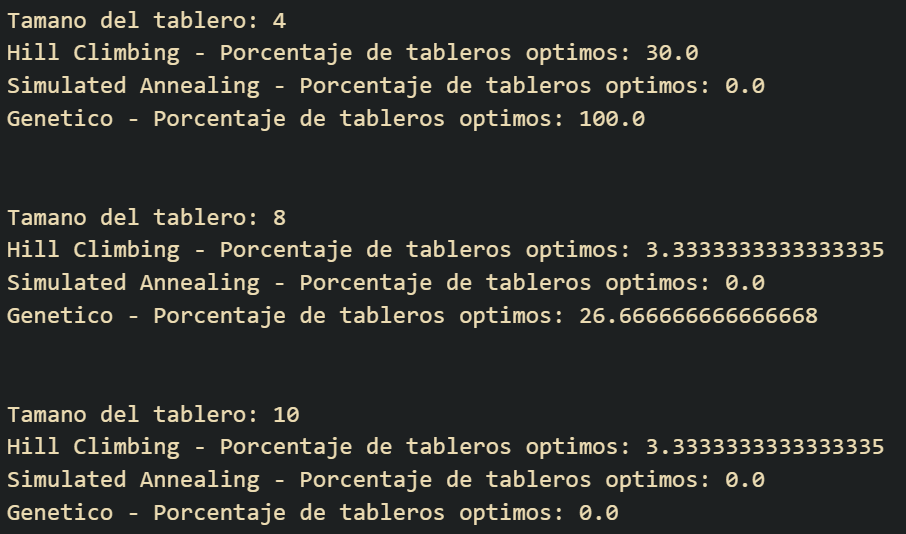 Tamano del tablero: 4
Hill Climbing - Porcentaje de tableros optimos: 30.0
Simulated Annealing - Porcentaje de tableros optimos: 0.0
Genetico - Porcentaje de tableros optimos: 100.0
Tamano del tablero: 8
Hill Climbing - Porcentaje de tableros optimos: 3.3333333333333335
Simulated Annealing - Porcentaje de tableros optimos: 0.0
Genetico - Porcentaje de tableros optimos: 26.666666666666668
Tamano del tablero: 10
Hill Climbing - Porcentaje de tableros optimos: 3.3333333333333335
Simulated Annealing - Porcentaje de tableros optimos: 0.0
Genetico - Porcentaje de tableros optimos: 0.0